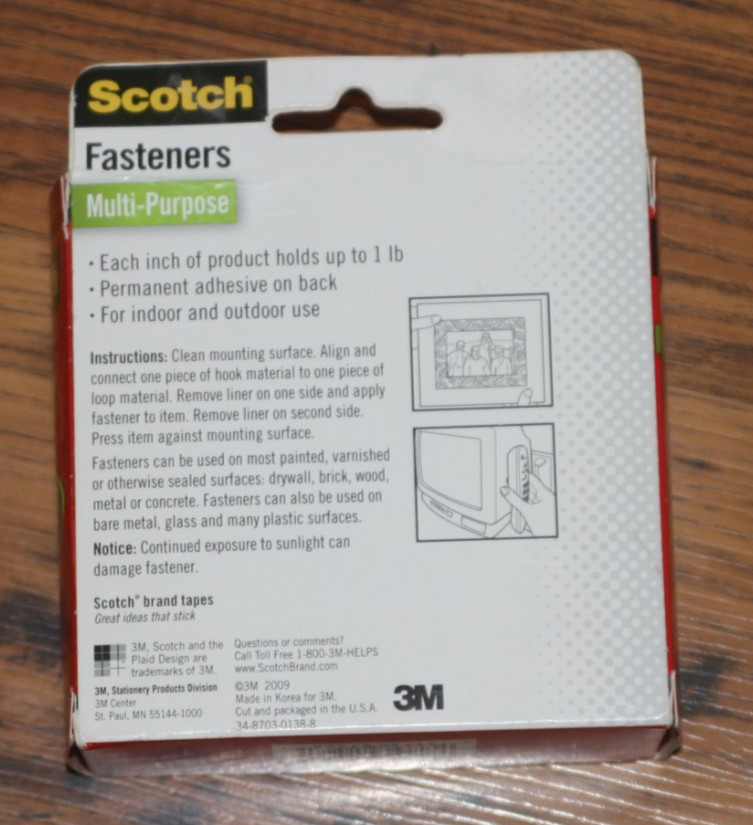 Scotch®
Fasteners
Multi-Purpose
• Each inch of product holds up to 1 lb
• Permanent adhesive on back
• For indoor and outdoor use
Instructions: Clean mounting surface. Align and
connect one piece of hook material to one piece of
loop material. Remove liner on one side and apply
fastener to item. Remove liner on second side.
Press item against mounting surface.
Fasteners can be used on most painted, varnished
or otherwise sealed surfaces: drywall, brick, wood,
metal or concrete. Fasteners can also be used on
bare metal, glass and many plastic surfaces.
Notice: Continued exposure to sunlight can
damage fastener.
Scotch® brand tapes
Great ideas that stick
3M, Scotch and the
Plaid Design are
trademarks of 3M.
3M, Stationery Products Division
3M Center
St. Paul, MN 55144-1000
Questions or comments?
Call Toll Free 1-800-3M-HELPS
www.ScotchBrand.com
©3M 2009
Made in Korea for 3M.
Cut and packaged in the U.S.A.
34-8703-0138-8
3M